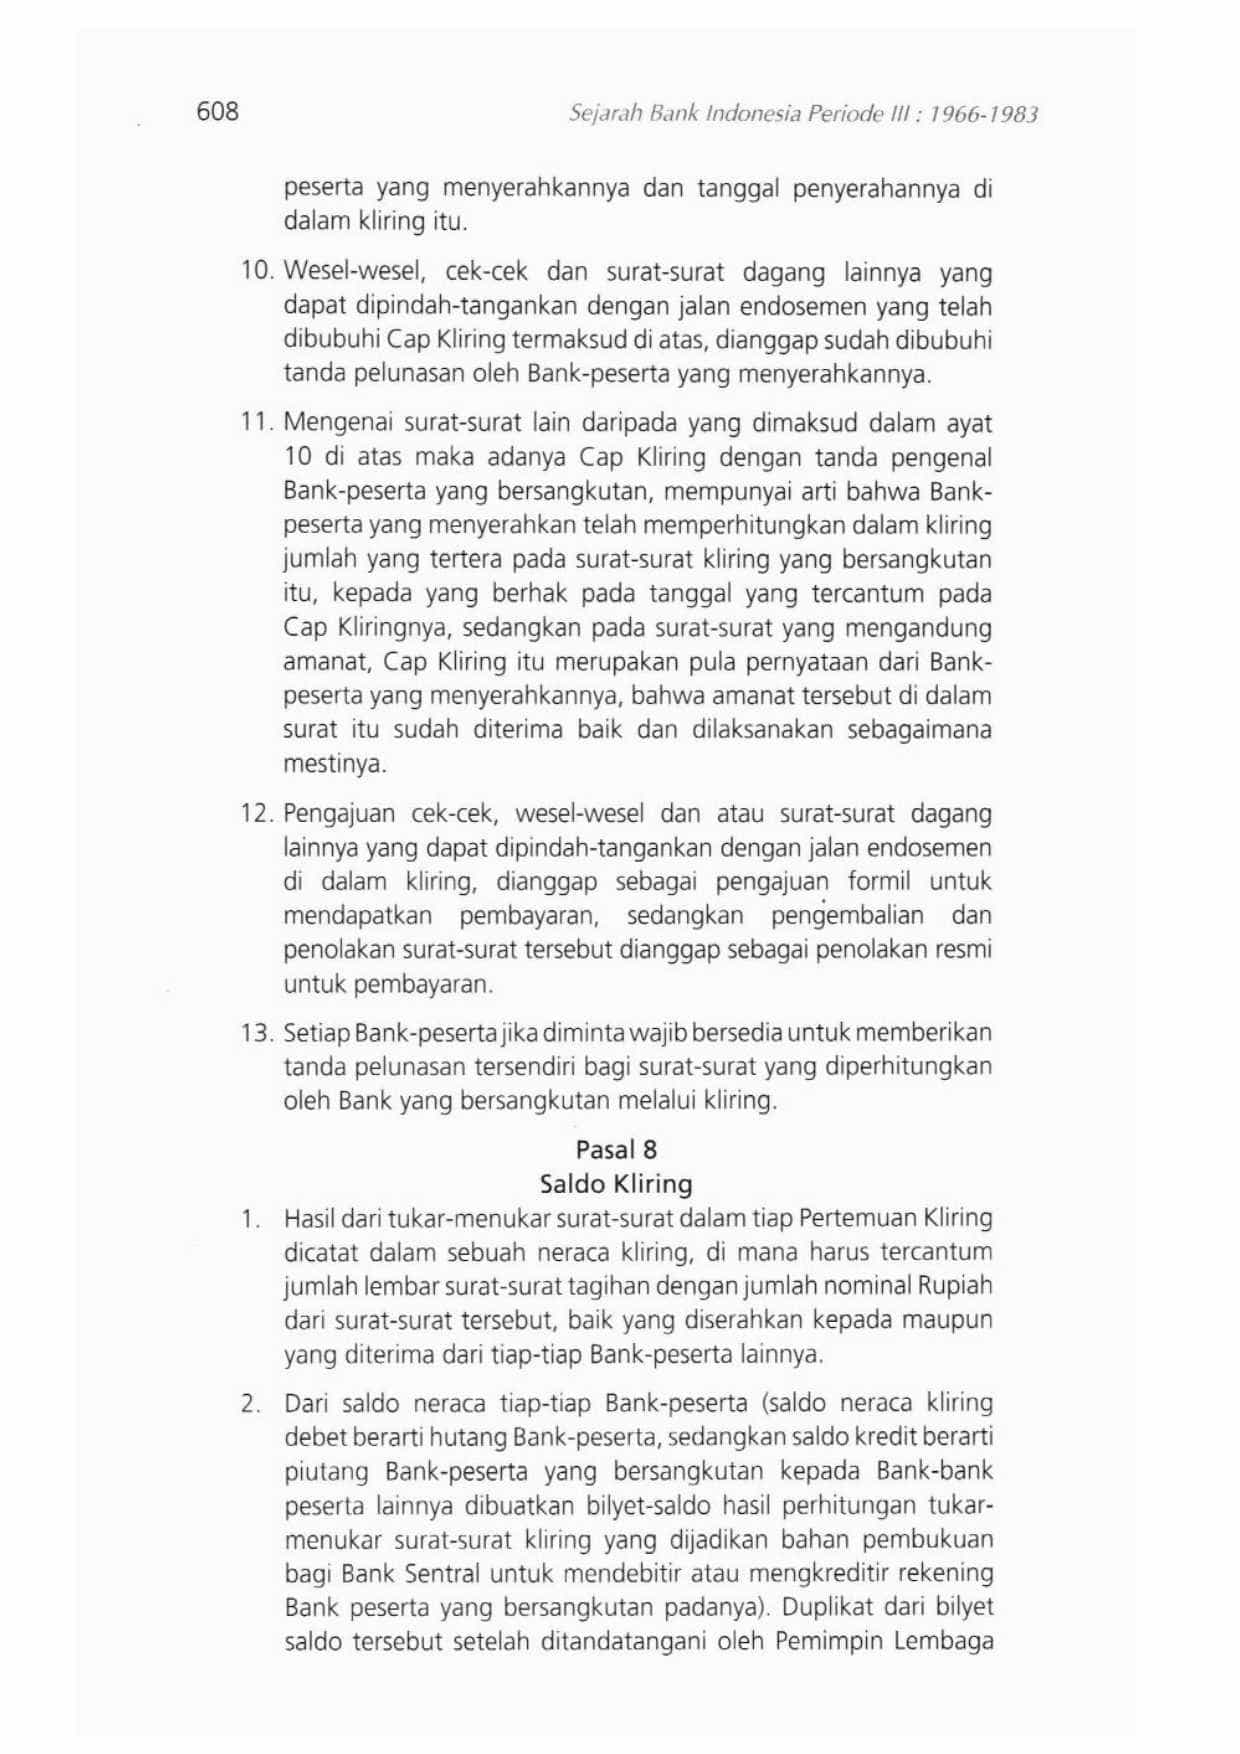 608
Sejarah Bank Indonesia Periode III : 1966-1983
peserta yang menyerahkannya dan tanggal penyerahannya di
dalam kliring itu.
10. Wesel-wesel, cek-cek dan surat-surat dagang lainnya yang
dapat dipindah-tangankan dengan jalan endosemen yang telah
dibubuhi Cap Kliring termaksud di atas, dianggap sudah dibubuhi
tanda pelunasan oleh Bank-peserta yang menyerahkannya.
11. Mengenai surat-surat lain daripada yang dimaksud dalam ayat
10 di atas maka adanya Cap Kliring dengan tanda pengenal
Bank-peserta yang bersangkutan, mempunyai arti bahwa Bank-
peserta yang menyerahkan telah memperhitungkan dalam kliring
jumlah yang tertera pada surat-surat kliring yang bersangkutan
itu, kepada yang berhak pada tanggal yang tercantum pada
Cap Kliringnya, sedangkan pada surat-surat yang mengandung
amanat, Cap Kliring itu merupakan pula pernyataan dari Bank-
peserta yang menyerahkannya, bahwa amanat tersebut di dalam
surat itu sudah diterima baik dan dilaksanakan sebagaimana
mestinya.
12. Pengajuan cek-cek, wesel-wesel dan atau surat-surat dagang
lainnya yang dapat dipindah-tangankan dengan jalan endosemen
di dalam kliring, dianggap sebagai pengajuan formil untuk
mendapatkan pembayaran, sedangkan pengembalian dan
penolakan surat-surat tersebut dianggap sebagai penolakan resmi
untuk pembayaran.
13. Setiap Bank-peserta jika diminta wajib bersedia untuk memberikan
tanda pelunasan tersendiri bagi surat-surat yang diperhitungkan
oleh Bank yang bersangkutan melalui kliring.
Pasal 8
Saldo Kliring
1. Hasil dari tukar-menukar surat-surat dalam tiap Pertemuan Kliring
dicatat dalam sebuah neraca kliring, di mana harus tercantum
jumlah lembar surat-surat tagihan dengan jumlah nominal Rupiah
dari surat-surat tersebut, baik yang diserahkan kepada maupun
yang diterima dari tiap-tiap Bank-peserta lainnya.
2. Dari saldo neraca tiap-tiap Bank-peserta (saldo neraca kliring
debet berarti hutang Bank-peserta, sedangkan saldo kredit berarti
piutang Bank-peserta yang bersangkutan kepada Bank-bank
peserta lainnya dibuatkan bilyet-saldo hasil perhitungan tukar-
menukar surat-surat kliring yang dijadikan bahan pembukuan
bagi Bank Sentral untuk mendebitir atau mengkreditir rekening
Bank peserta yang bersangkutan padanya). Duplikat dari bilyet
saldo tersebut setelah ditandatangani oleh Pemimpin Lembaga